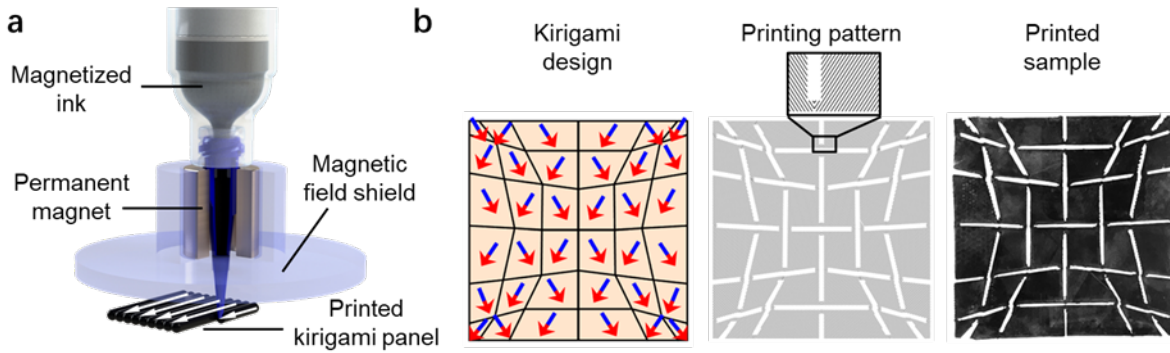 a
Magnetized
ink
Permanent
magnet
Magnetic
field shield
Printed
kirigami panel
b
Kirigami
design
Printing pattern
Printed
sample